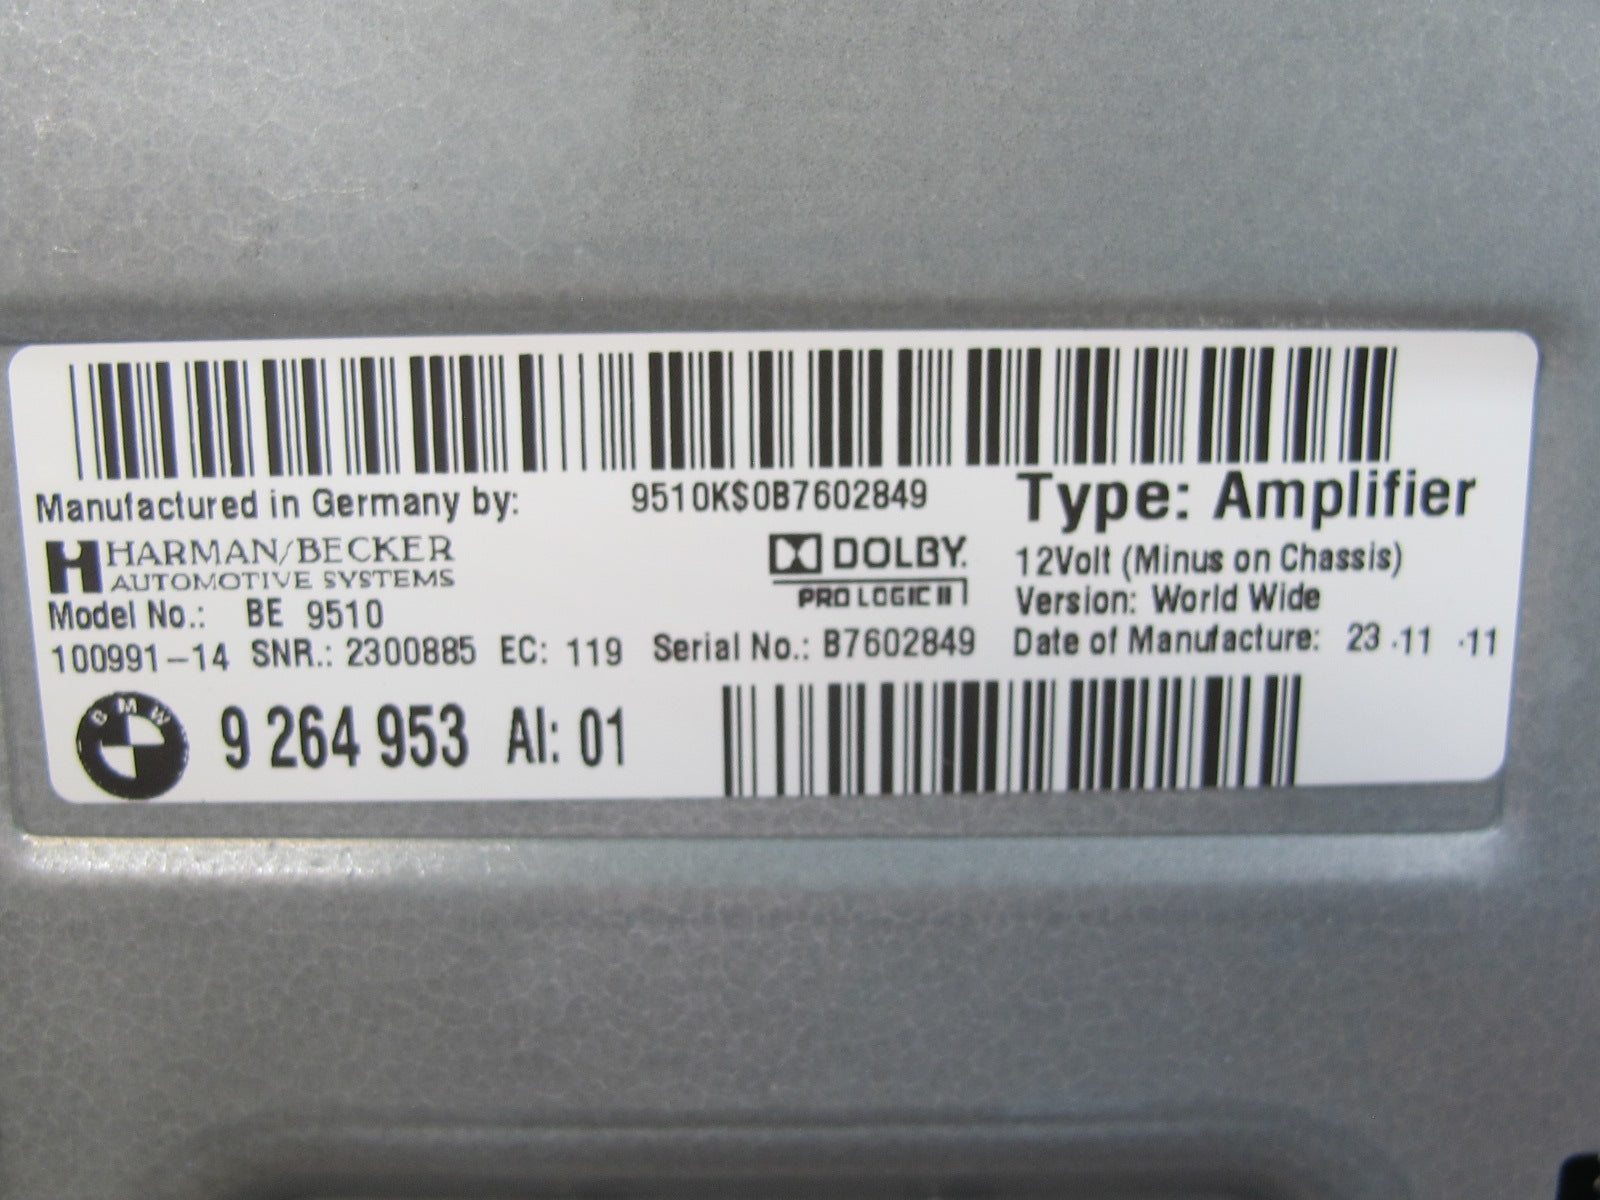 Manufactured in Germany by:
9510KS0B7602849
Type: Amplifier
HARMAN/BECKER
AUTOMOTIVE SYSTEMS
DOLBY.
PRO LOGIC II
12Volt (Minus on Chassis)
Model No.: BE 9510
Version: World Wide
100991-14 SNR.: 2300885 EC: 119 Serial No.: B7602849 Date of Manufacture: 23 .11 .11
BMW
9 264 953 AI: 01